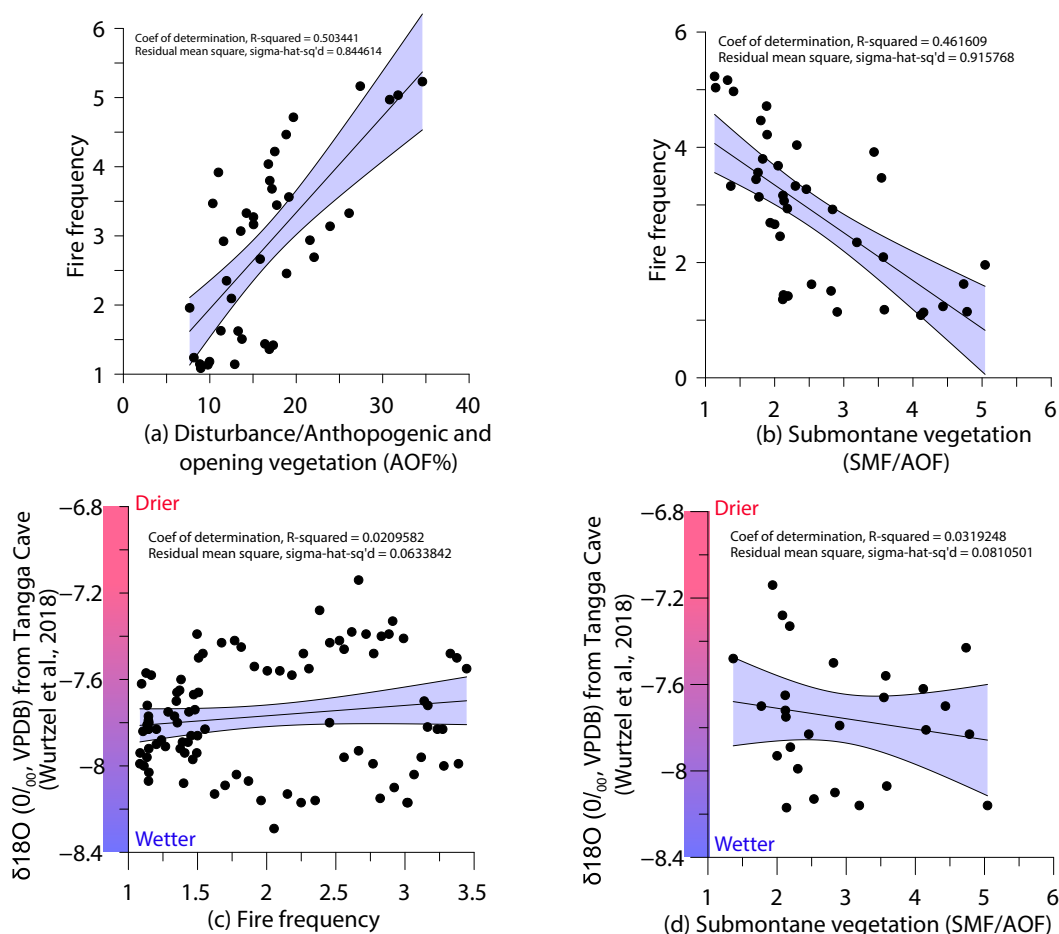 6
5
4
3
2
1
Fire frequency
Coef of determination, R-squared = 0.503441
Residual mean square, sigma-hat-sq'd = 0.844614
0 10 20 30 40
(a) Disturbance/Anthopogenic and
opening vegetation (AOF%)
6
4
2
0
Fire frequency
Coef of determination, R-squared = 0.461609
Residual mean square, sigma-hat-sq'd = 0.915768
1 2 3 4 5 6
(b) Submontane vegetation
(SMF/AOF)
−6.8
−7.2
−7.6
−8
−8.4
δ18O (0/00, VPDB) from Tangga Cave
(Wurtzel et al., 2018)
Drier
Coef of determination, R-squared = 0.0209582
Residual mean square, sigma-hat-sq'd = 0.0633842
Wetter
1 1.5 2 2.5 3 3.5
(c) Fire frequency
−6.8
−7.2
−7.6
−8
−8.4
δ18O (0/00, VPDB) from Tangga Cave
(Wurtzel et al., 2018)
Drier
Coef of determination, R-squared = 0.0319248
Residual mean square, sigma-hat-sq'd = 0.0810501
Wetter
1 2 3 4 5 6
(d) Submontane vegetation (SMF/AOF)